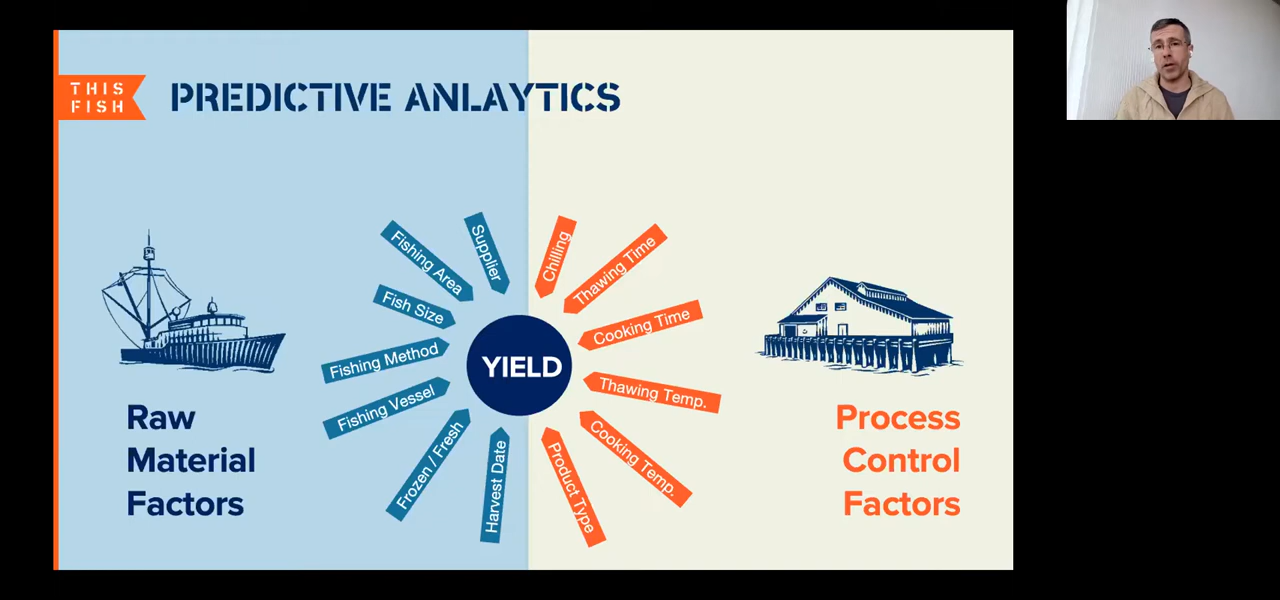 THIS
FISH
PREDICTIVE ANLAYTICS
Supplier
Fishing Area
Fish Size
Fishing Method
Fishing Vessel
Frozen / Fresh
Harvest Date
YIELD
Chilling
Thawing Time
Cooking Time
Thawing Temp.
Cooking Temp.
Product Type
Raw
Material
Factors
Process
Control
Factors